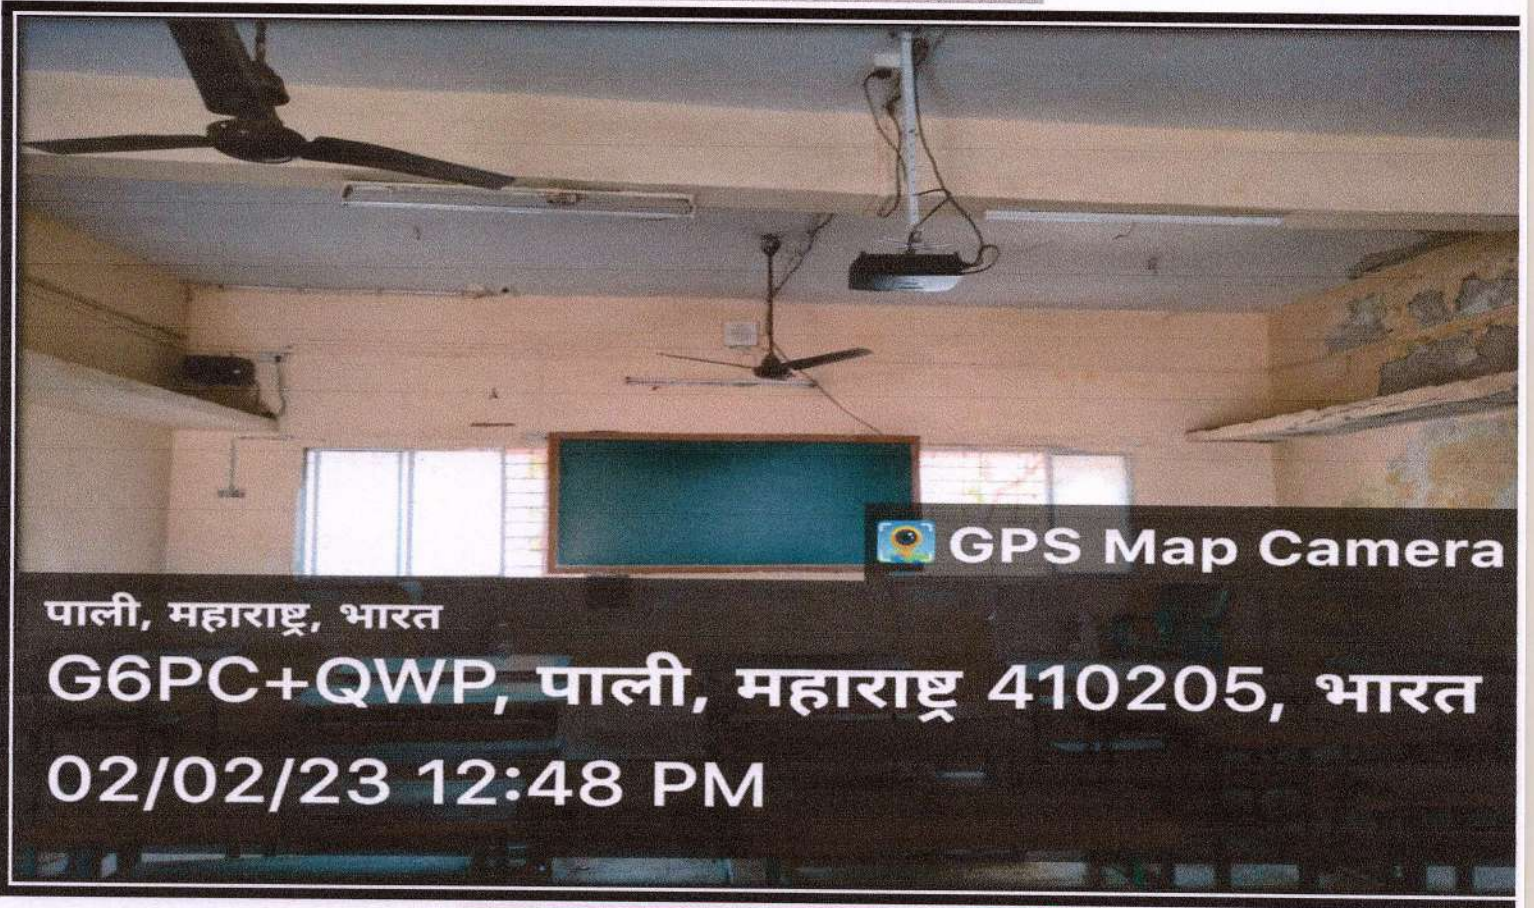 GPS Map Camera
पाली, महाराष्ट्र, भारत
G6PC+QWP, पाली, महाराष्ट्र 410205, भारत
02/02/23 12:48 PM